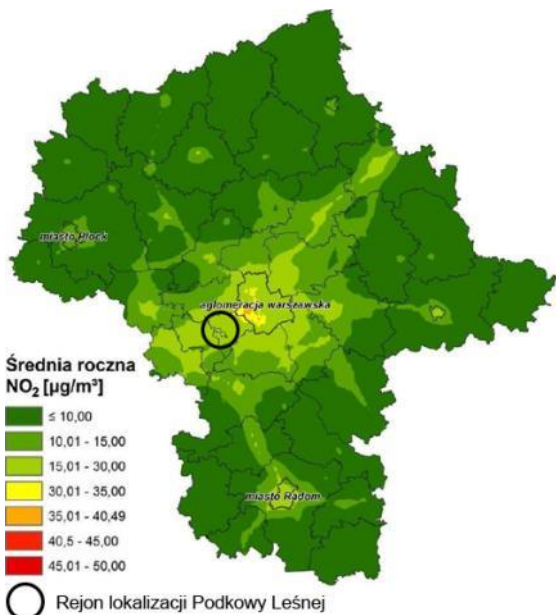 miasto Płock
aglomeracja warszawska
Średnia roczna
NO₂ [µg/m³]
≤ 10,00
10,01 - 15,00
15,01 - 30,00
30,01 - 35,00
35,01 - 40,49
40,5 - 45,00
45,01 - 50,00
miasto Radom
Rejon lokalizacji Podkowy Leśnej